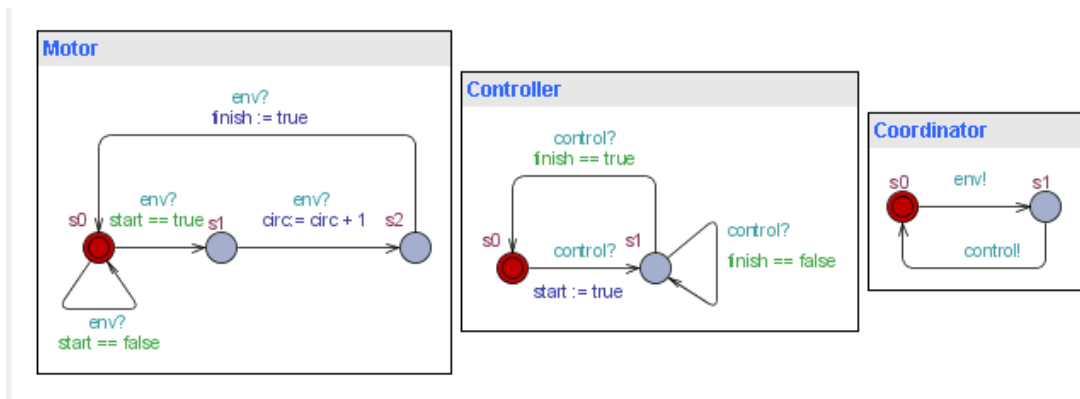 Motor
env?
finish := true
env?
start == true
s0
s1
env?
circ:= circ + 1
s2
env?
start == false
Controller
control?
finish == true
s0
control?
start := true
s1
control?
finish == false
Coordinator
s0
env!
s1
control!